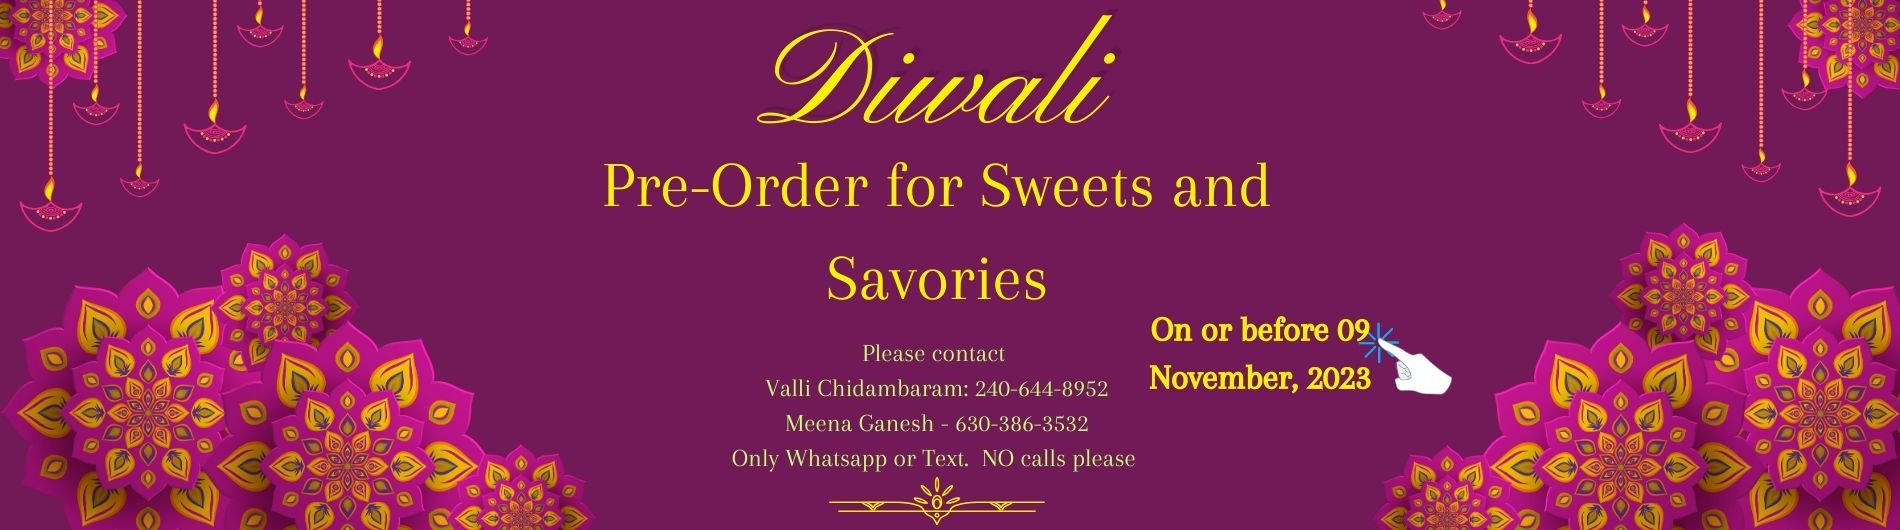 Diwali
Pre-Order for Sweets and
Savories
Please contact
Valli Chidambaram: 240-644-8952
Meena Ganesh - 630-386-3532
Only Whatsapp or Text.  NO calls please
On or before 09
November, 2023